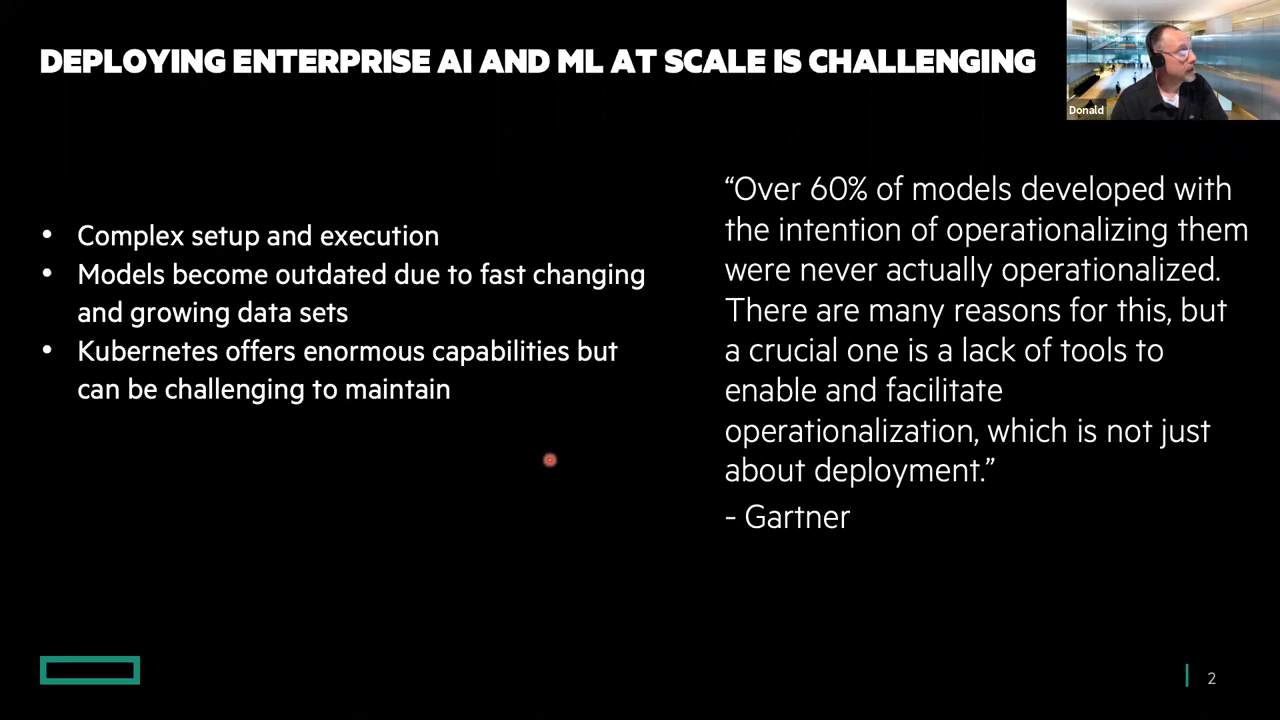 DEPLOYING ENTERPRISE AI AND ML AT SCALE IS CHALLENGING
Donald
• Complex setup and execution
• Models become outdated due to fast changing
and growing data sets
• Kubernetes offers enormous capabilities but
can be challenging to maintain
“Over 60% of models developed with
the intention of operationalizing them
were never actually operationalized.
There are many reasons for this, but
a crucial one is a lack of tools to
enable and facilitate
operationalization, which is not just
about deployment.”
- Gartner
2